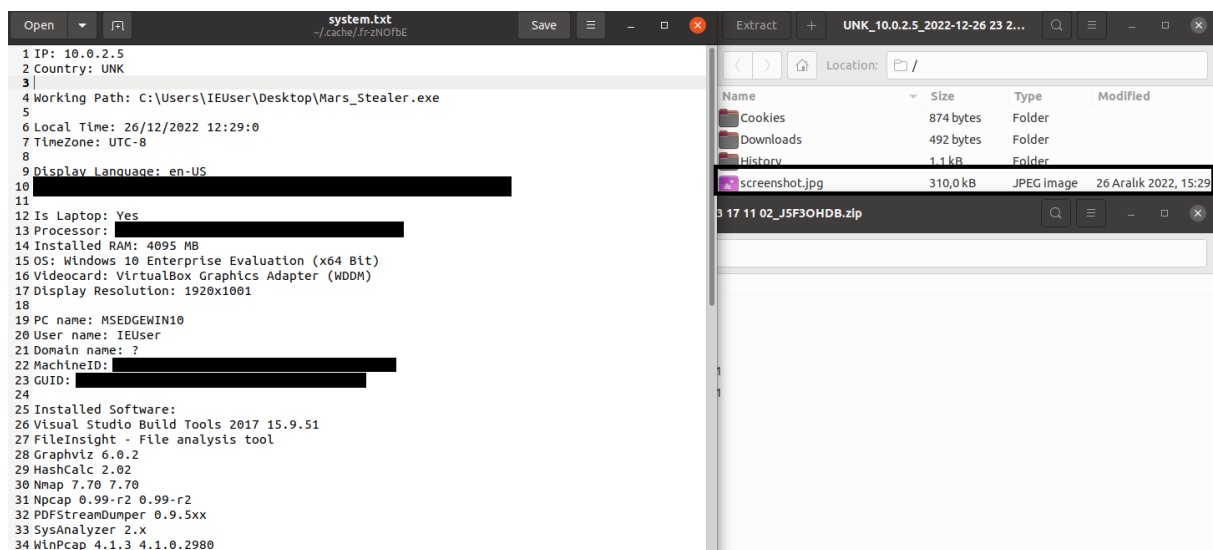 Open
system.txt
~/.cache/.fr-zNOfbE
Save
1 IP: 10.0.2.5
2 Country: UNK
3
4 Working Path: C:\Users\IEUser\Desktop\Mars_Stealer.exe
5
6 Local Time: 26/12/2022 12:29:0
7 TimeZone: UTC-8
8
9 Display Language: en-US
10
11
12 Is Laptop: Yes
13 Processor:
14 Installed RAM: 4095 MB
15 OS: Windows 10 Enterprise Evaluation (x64 Bit)
16 Videocard: VirtualBox Graphics Adapter (WDDM)
17 Display Resolution: 1920x1001
18
19 PC name: MSEDGEWIN10
20 User name: IEUser
21 Domain name: ?
22 MachineID:
23 GUID:
24
25 Installed Software:
26 Visual Studio Build Tools 2017 15.9.51
27 FileInsight - File analysis tool
28 Graphviz 6.0.2
29 HashCalc 2.02
30 Nmap 7.70 7.70
31 Npcap 0.99-r2 0.99-r2
32 PDFStreamDumper 0.9.5xx
33 SysAnalyzer 2.x
34 WinPcap 4.1.3 4.1.0.2980
Extract + UNK_10.0.2.5_2022-12-26 23 2...
Location: /
Name Size Type Modified
Cookies 874 bytes Folder
Downloads 492 bytes Folder
History 1,1 kB Folder
screenshot.jpg 310,0 kB JPEG image 26 Aralık 2022, 15:29
3 17 11 02_J5F3OHDB.zip
1
1